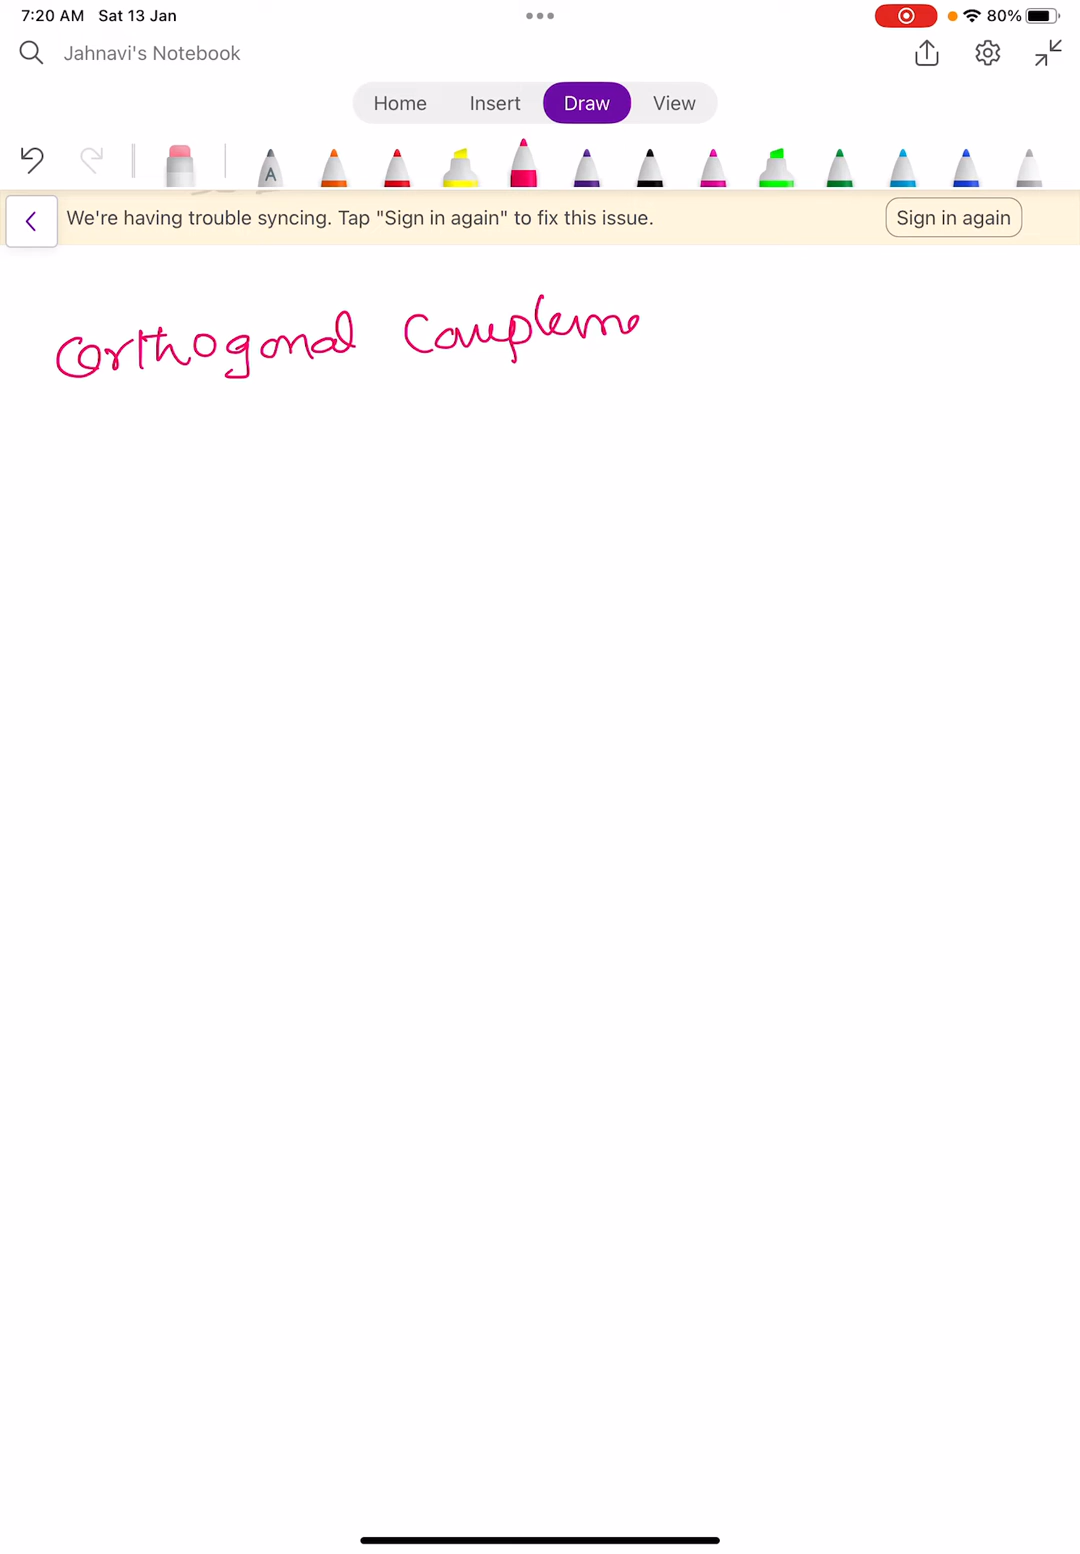 7:20 AM Sat 13 Jan
80%
Jahnavi's Notebook
Home Insert Draw View
A
We're having trouble syncing. Tap "Sign in again" to fix this issue. Sign in again
Orthogonal Compleme